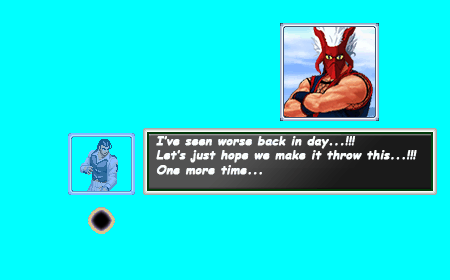 I've seen worse back in day...!!!
Let's just hope we make it throw this...!!!
One more time...